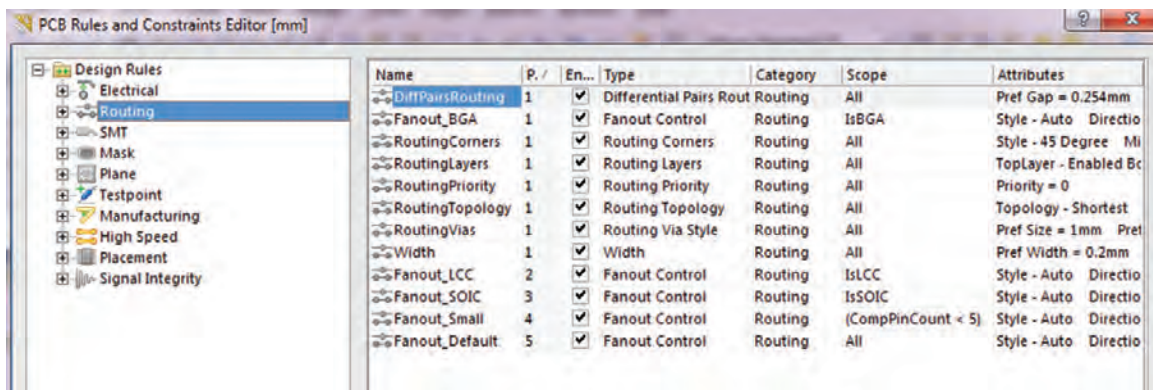 PCB Rules and Constraints Editor [mm]
Design Rules
Electrical
Routing
SMT
Mask
Plane
Testpoint
Manufacturing
High Speed
Placement
Signal Integrity
Name P. / En... Type Category Scope Attributes
DiffPairsRouting 1 Differential Pairs Rout Routing All Pref Gap = 0.254mm
Fanout_BGA 1 Fanout Control Routing IsBGA Style - Auto Directio
RoutingCorners 1 Routing Corners Routing All Style - 45 Degree Mi
RoutingLayers 1 Routing Layers Routing All TopLayer - Enabled Bo
RoutingPriority 1 Routing Priority Routing All Priority = 0
RoutingTopology 1 Routing Topology Routing All Topology - Shortest
RoutingVias 1 Routing Via Style Routing All Pref Size = 1mm Pref
Width 1 Width Routing All Pref Width = 0.2mm
Fanout_LCC 2 Fanout Control Routing IsLCC Style - Auto Directio
Fanout_SOIC 3 Fanout Control Routing IsSOIC Style - Auto Directio
Fanout_Small 4 Fanout Control Routing (CompPinCount < 5) Style - Auto Directio
Fanout_Default 5 Fanout Control Routing All Style - Auto Directio